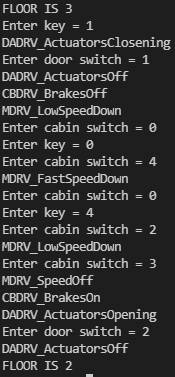 FLOOR IS 3
Enter key = 1
DADRV_ActuatorsClosening
Enter door switch = 1
DADRV_ActuatorsOff
CBDRV_BrakesOff
MDRV_LowSpeedDown
Enter cabin switch = 0
Enter key = 0
Enter cabin switch = 4
MDRV_FastSpeedDown
Enter cabin switch = 0
Enter key = 4
Enter cabin switch = 2
MDRV_LowSpeedDown
Enter cabin switch = 3
MDRV_SpeedOff
CBDRV_BrakesOn
DADRV_ActuatorsOpening
Enter door switch = 2
DADRV_ActuatorsOff
FLOOR IS 2